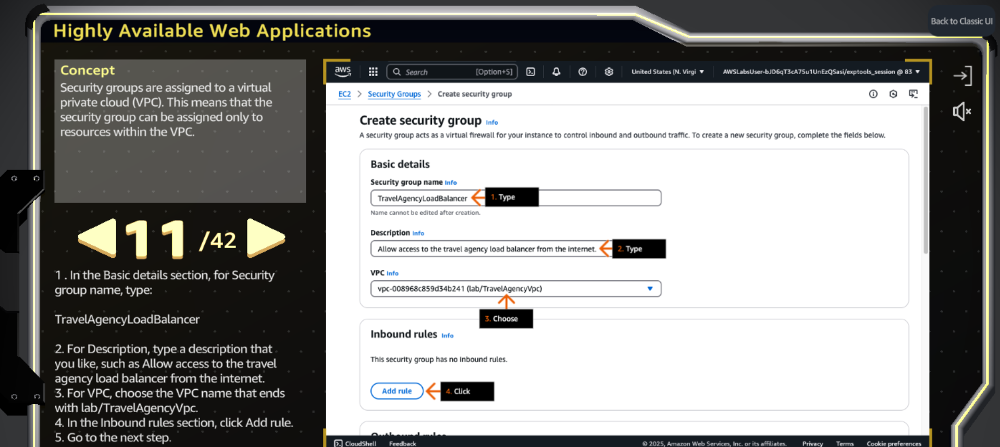 Highly Available Web Applications
Back to Classic UI
Concept
Security groups are assigned to a virtual
private cloud (VPC). This means that the
security group can be assigned only to
resources within the VPC.
11 /42
1 . In the Basic details section, for Security
group name, type:
TravelAgencyLoadBalancer
2. For Description, type a description that
you like, such as Allow access to the travel
agency load balancer from the internet.
3. For VPC, choose the VPC name that ends
with lab/TravelAgencyVpc.
4. In the Inbound rules section, click Add rule.
5. Go to the next step.
aws Search [Option+S] United States (N. Virgi AWSLabsUser-bJD6qT3cA75u1UnEzQSasi/exptools_session @ 83
EC2 > Security Groups > Create security group
Create security group Info
A security group acts as a virtual firewall for your instance to control inbound and outbound traffic. To create a new security group, complete the fields below.
Basic details
Security group name Info
TravelAgencyLoadBalancer 1. Type
Name cannot be edited after creation.
Description Info
Allow access to the travel agency load balancer from the internet. 2. Type
VPC Info
vpc-008968c859d34b241 (lab/TravelAgencyVpc)
3. Choose
Inbound rules Info
This security group has no inbound rules.
Add rule 4. Click
Outbound rules
CloudShell Feedback © 2025, Amazon Web Services, Inc. or its affiliates. Privacy Terms Cookie preferences